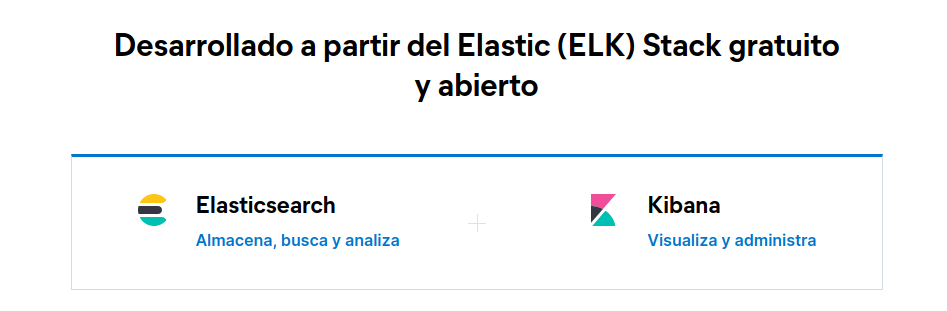 Desarrollado a partir del Elastic (ELK) Stack gratuito
y abierto
Elasticsearch
Almacena, busca y analiza
Kibana
Visualiza y administra